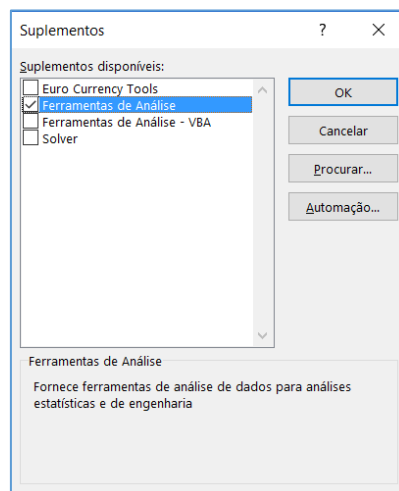 Suplementos ? ×
Suplementos disponíveis:
Euro Currency Tools
Ferramentas de Análise
Ferramentas de Análise - VBA
Solver
OK
Cancelar
Procurar...
Automação...
Ferramentas de Análise
Fornece ferramentas de análise de dados para análises
estatísticas e de engenharia